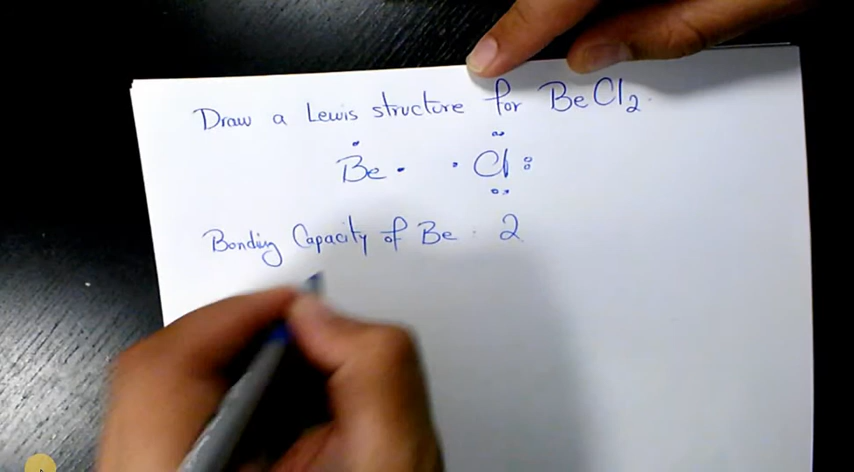 Draw a Lewis structure for BeCl2.
Be Cl
Bonding Capacity of Be : 2